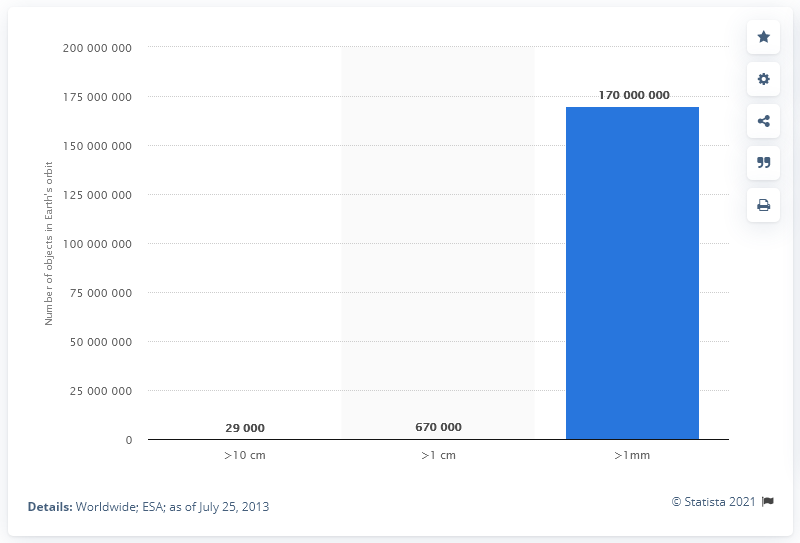 200 000 000
175 000 000
150 000 000
125 000 000
100 000 000
75 000 000
50 000 000
25 000 000
0
Number of objects in Earth's orbit
29 000
670 000
170 000 000
>10 cm
>1 cm
>1mm
Details: Worldwide; ESA; as of July 25, 2013
© Statista 2021